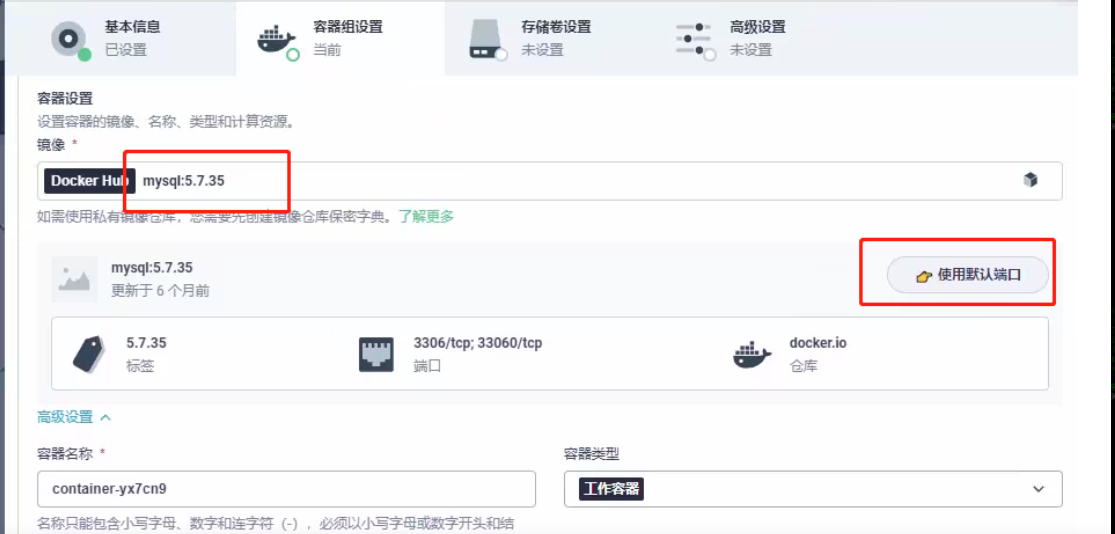 基本信息
已设置
容器组设置
当前
存储卷设置
未设置
高级设置
未设置
容器设置
设置容器的镜像、名称、类型和计算资源。
镜像 *
Docker Hub mysql:5.7.35
如需使用私有镜像仓库，您需要先创建镜像仓库保密字典。了解更多
mysql:5.7.35
更新于 6 个月前
使用默认端口
5.7.35
标签
3306/tcp; 33060/tcp
端口
docker.io
仓库
高级设置
容器名称 *
容器类型
container-yx7cn9
工作容器
名称只能包含小写字母、数字和连字符（-），必须以小写字母或数字开头和结